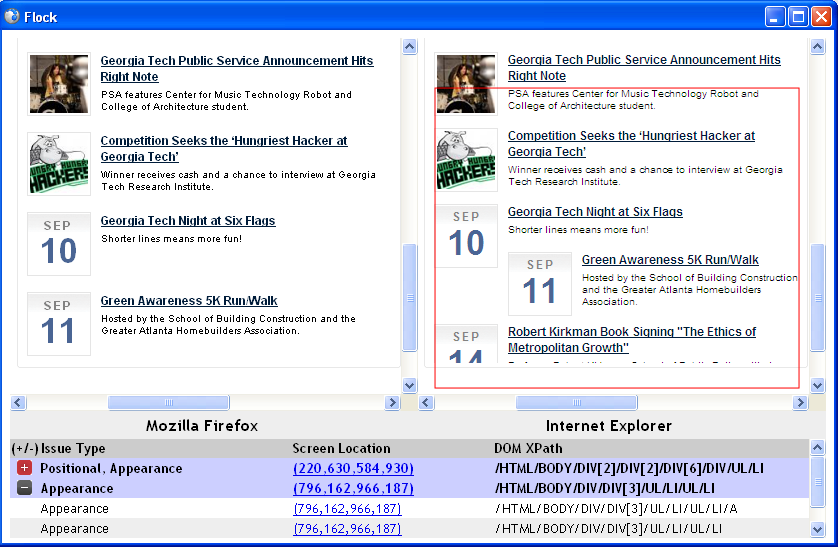 Flock
Georgia Tech Public Service Announcement Hits
Right Note
PSA features Center for Music Technology Robot and
College of Architecture student.
HUNGRY HUNGRY
HACKERS
Competition Seeks the ‘Hungriest Hacker at
Georgia Tech’
Winner receives cash and a chance to interview at Georgia
Tech Research Institute.
SEP
10
Georgia Tech Night at Six Flags
Shorter lines means more fun!
SEP
11
Green Awareness 5K Run/Walk
Hosted by the School of Building Construction and the
Greater Atlanta Homebuilders Association.
Georgia Tech Public Service Announcement Hits
Right Note
PSA features Center for Music Technology Robot and
College of Architecture student.
HUNGRY HUNGRY
HACKERS
Competition Seeks the ‘Hungriest Hacker at
Georgia Tech’
Winner receives cash and a chance to interview at Georgia
Tech Research Institute.
SEP
10
Georgia Tech Night at Six Flags
Shorter lines means more fun!
SEP
11
Green Awareness 5K Run/Walk
Hosted by the School of Building Construction
and the Greater Atlanta Homebuilders
Association.
SEP
14
Robert Kirkman Book Signing "The Ethics of
Metropolitan Growth"
Mozilla Firefox
Internet Explorer
(+/-) Issue Type Screen Location DOM XPath
Positional, Appearance (220,630,584,930) /HTML/BODY/DIV[2]/DIV[2]/DIV[6]/DIV/UL/LI
Appearance (796,162,966,187) /HTML/BODY/DIV/DIV[3]/UL/LI/UL/LI
Appearance (796,162,966,187) /HTML/BODY/DIV/DIV[3]/UL/LI/UL/LI/A
Appearance (796,162,966,187) /HTML/BODY/DIV/DIV[3]/UL/LI/UL/LI